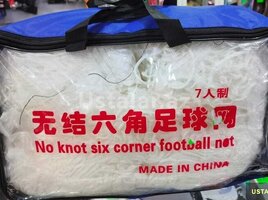 7人制
无结六角足球网
No knot six corner football net
MADE IN CHINA
USTA